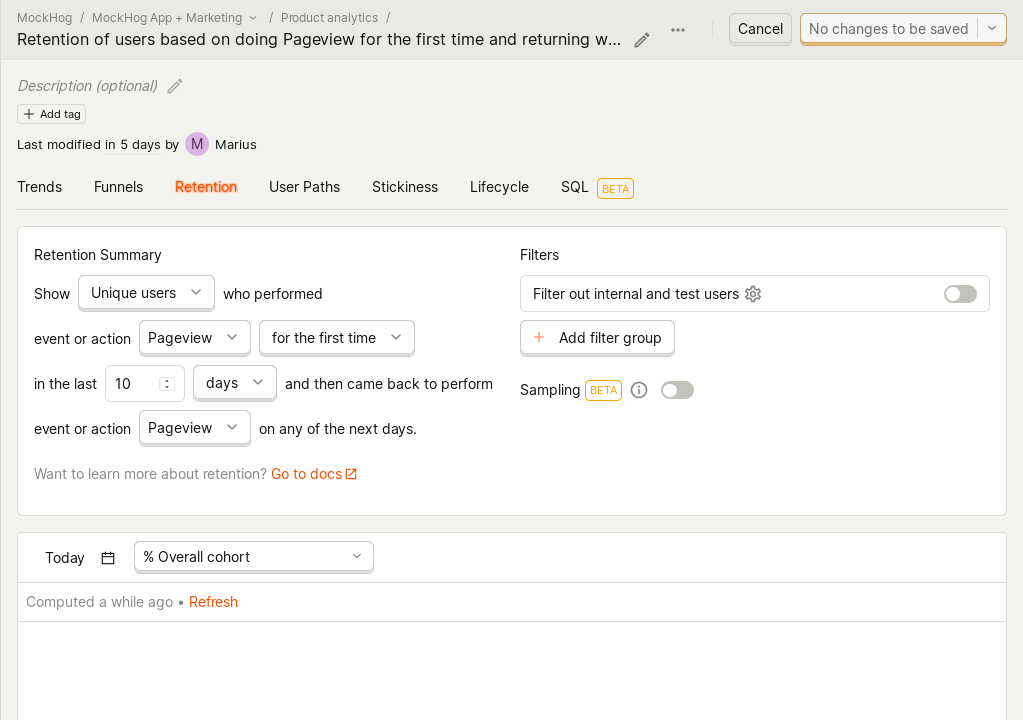 MockHog / MockHog App + Marketing / Product analytics /
Retention of users based on doing Pageview for the first time and returning w...
Cancel
No changes to be saved
Description (optional)
Add tag
Last modified in 5 days by M Marius
Trends Funnels Retention User Paths Stickiness Lifecycle SQL BETA
Retention Summary
Show Unique users who performed
event or action Pageview for the first time
in the last 10 days and then came back to perform
event or action Pageview on any of the next days.
Want to learn more about retention? Go to docs
Filters
Filter out internal and test users
+ Add filter group
Sampling BETA
Today % Overall cohort
Computed a while ago • Refresh